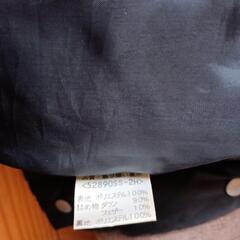 <52890SS-2H>
表地 ポリエステル100%
詰め物 ダウン 90%
フェザー 10%
裏地 ポリエステル100%